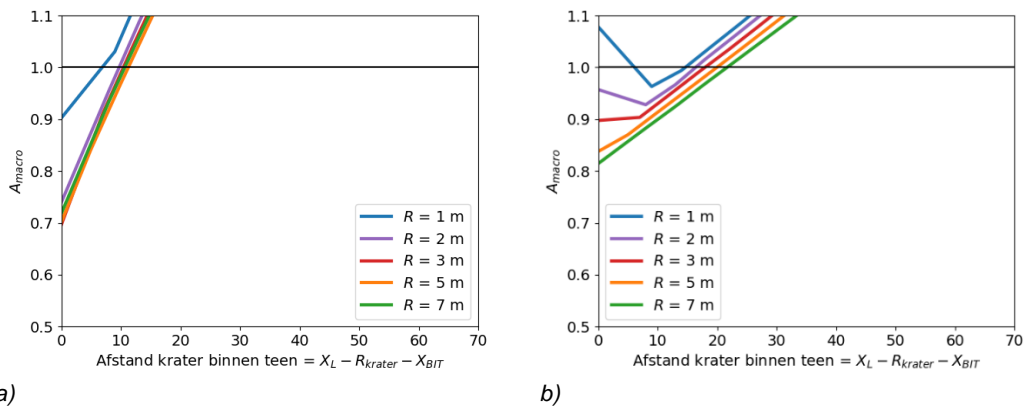 1.1
1.0
0.9
0.8
0.7
0.6
0.5
A_macro
R = 1 m
R = 2 m
R = 3 m
R = 5 m
R = 7 m
0 10 20 30 40 50 60 70
Afstand krater binnen teen = X_L − R_krater − X_BIT
a)
1.1
1.0
0.9
0.8
0.7
0.6
0.5
A_macro
R = 1 m
R = 2 m
R = 3 m
R = 5 m
R = 7 m
0 10 20 30 40 50 60 70
Afstand krater binnen teen = X_L − R_krater − X_BIT
b)